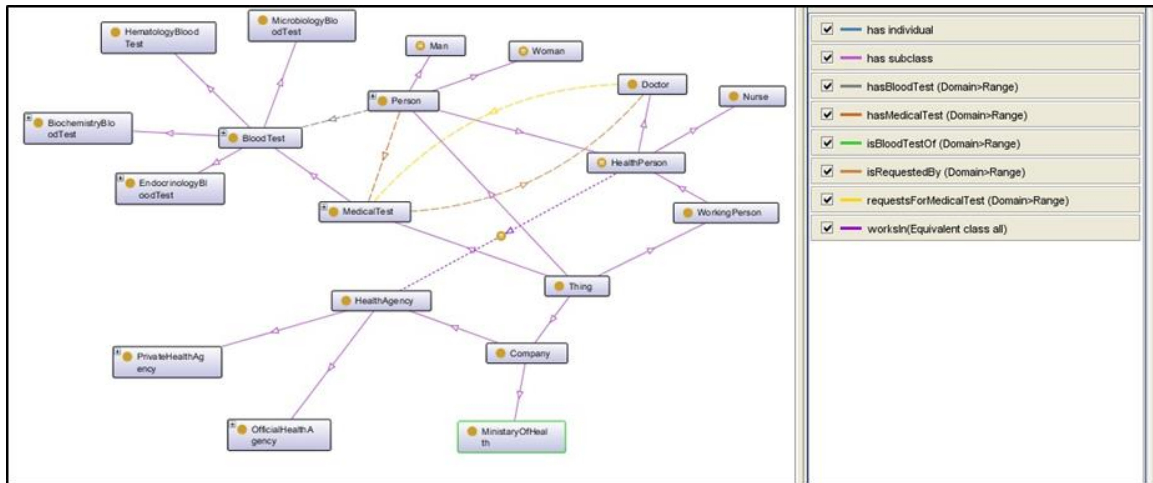 MicrobiologyBlo
odTest
HematologyBlood
Test
Man
Woman
Doctor
Nurse
Person
BiochemistryBlo
odTest
BloodTest
HealthPerson
EndocrinologyBl
oodTest
MedicalTest
WorkingPerson
Thing
HealthAgency
PrivateHealthAg
ency
Company
OfficialHealthA
gency
MinistaryOfHeal
th
has individual
has subclass
hasBloodTest (Domain>Range)
hasMedicalTest (Domain>Range)
isBloodTestOf (Domain>Range)
isRequestedBy (Domain>Range)
requestsForMedicalTest (Domain>Range)
worksIn(Equivalent class all)